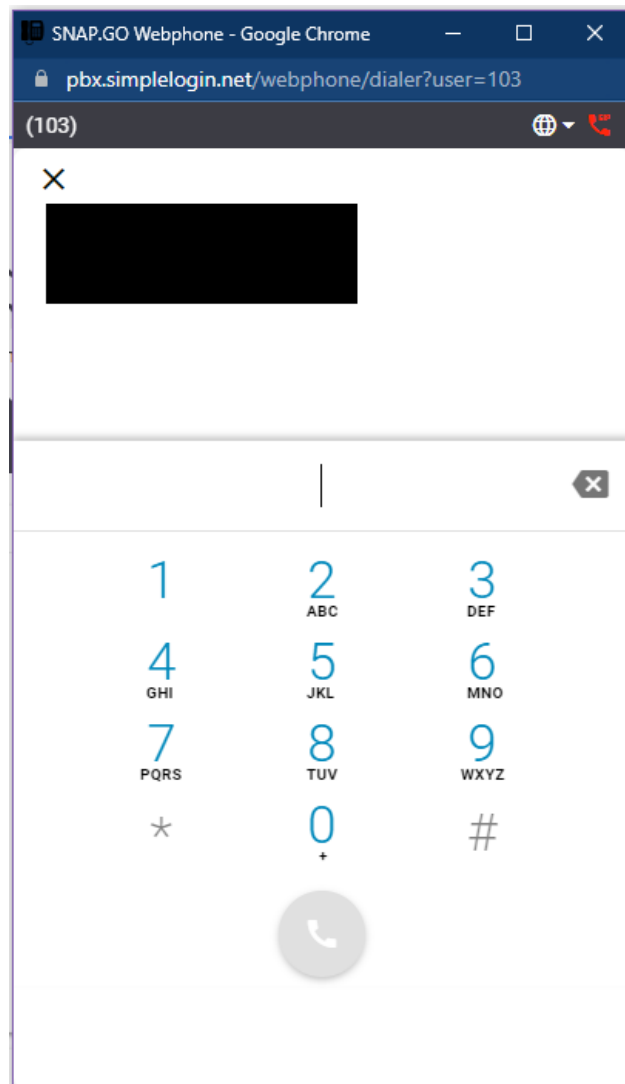 SNAP.GO Webphone - Google Chrome
pbx.simplelogin.net/webphone/dialer?user=103
(103)
1 2 3
ABC DEF
4 5 6
GHI JKL MNO
7 8 9
PQRS TUV WXYZ
* 0 #
+